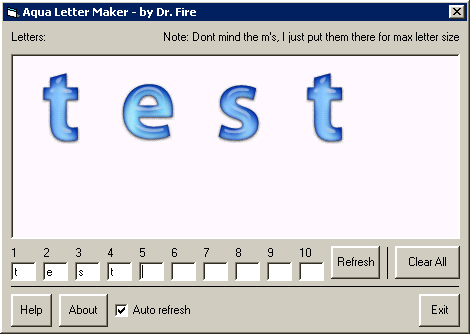 Aqua Letter Maker - by Dr. Fire
Letters: Note: Dont mind the m's, I just put them there for max letter size
test
1 2 3 4 5 6 7 8 9 10
t e s t Refresh Clear All
Help About Auto refresh Exit